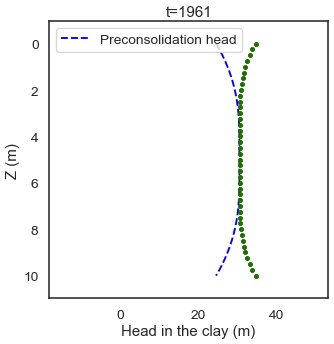 t=1961
Preconsolidation head
0
2
4
6
8
10
Z (m)
0
20
40
Head in the clay (m)